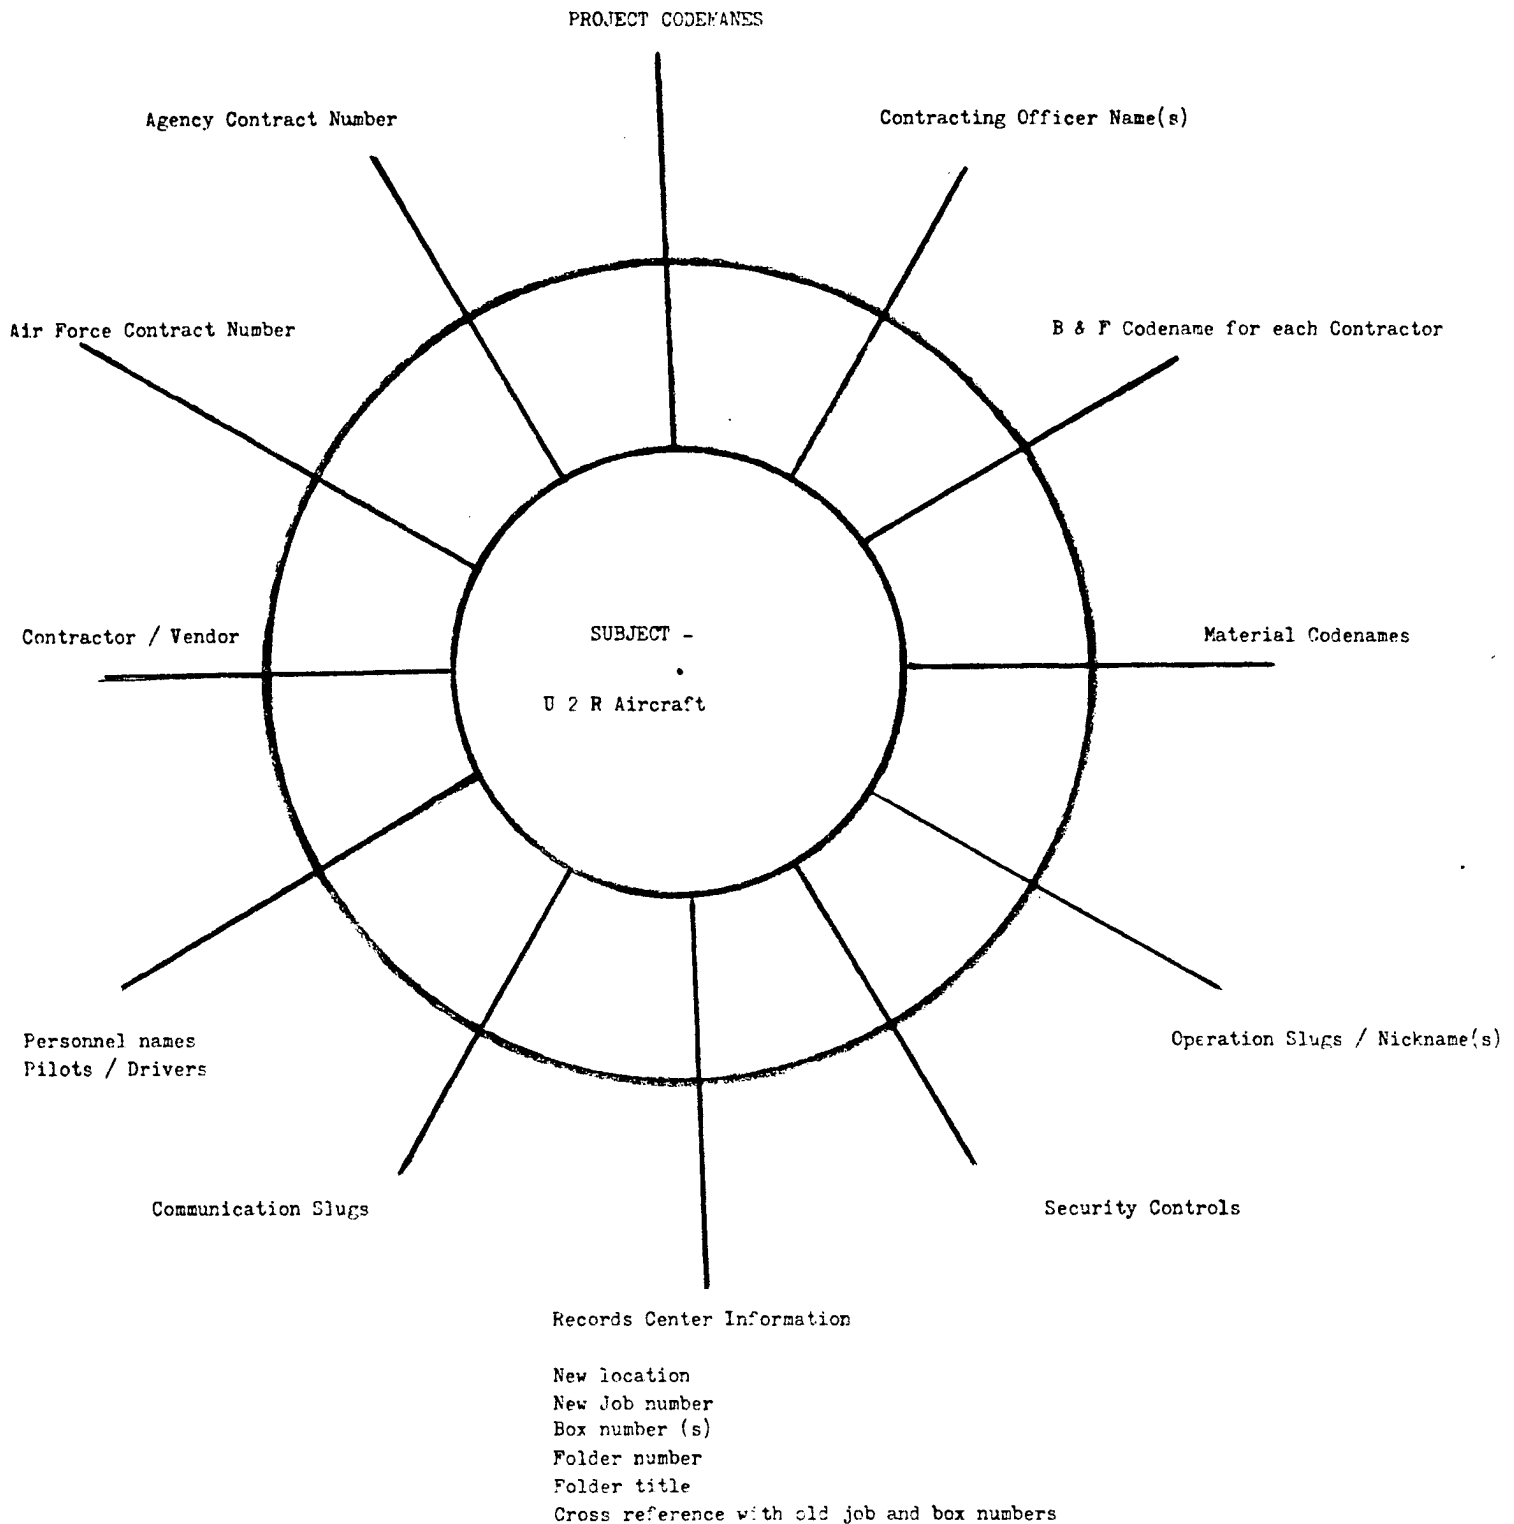 PROJECT CODENAMES
Agency Contract Number
Contracting Officer Name(s)
Air Force Contract Number
B & F Codename for each Contractor
Contractor / Vendor
SUBJECT -
Material Codenames
U 2 R Aircraft
Personnel names
Pilots / Drivers
Operation Slugs / Nickname(s)
Communication Slugs
Security Controls
Records Center Information
New location
New Job number
Box number (s)
Folder number
Folder title
Cross reference with old job and box numbers